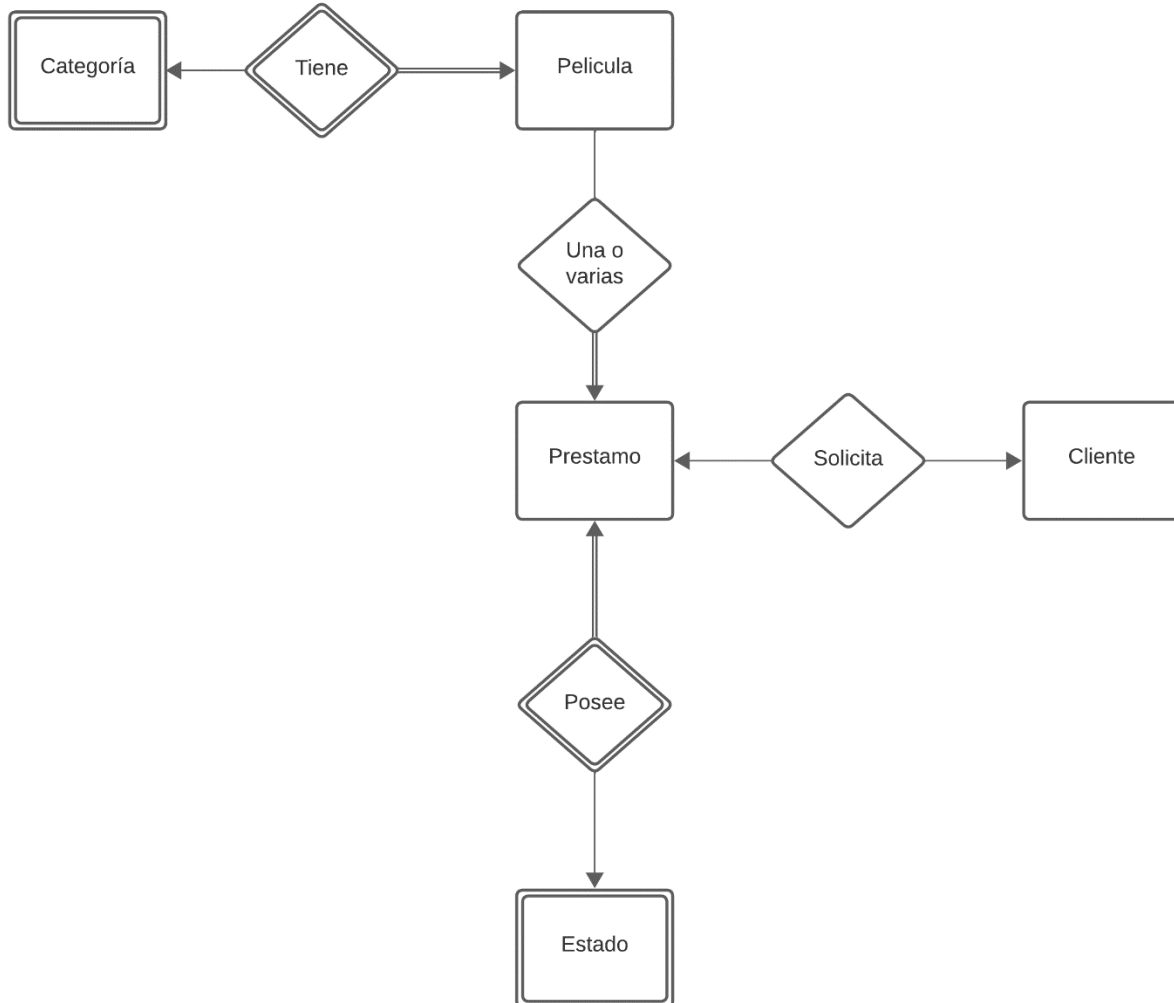 Categoría
Tiene
Pelicula
Una o
varias
Prestamo
Solicita
Cliente
Posee
Estado